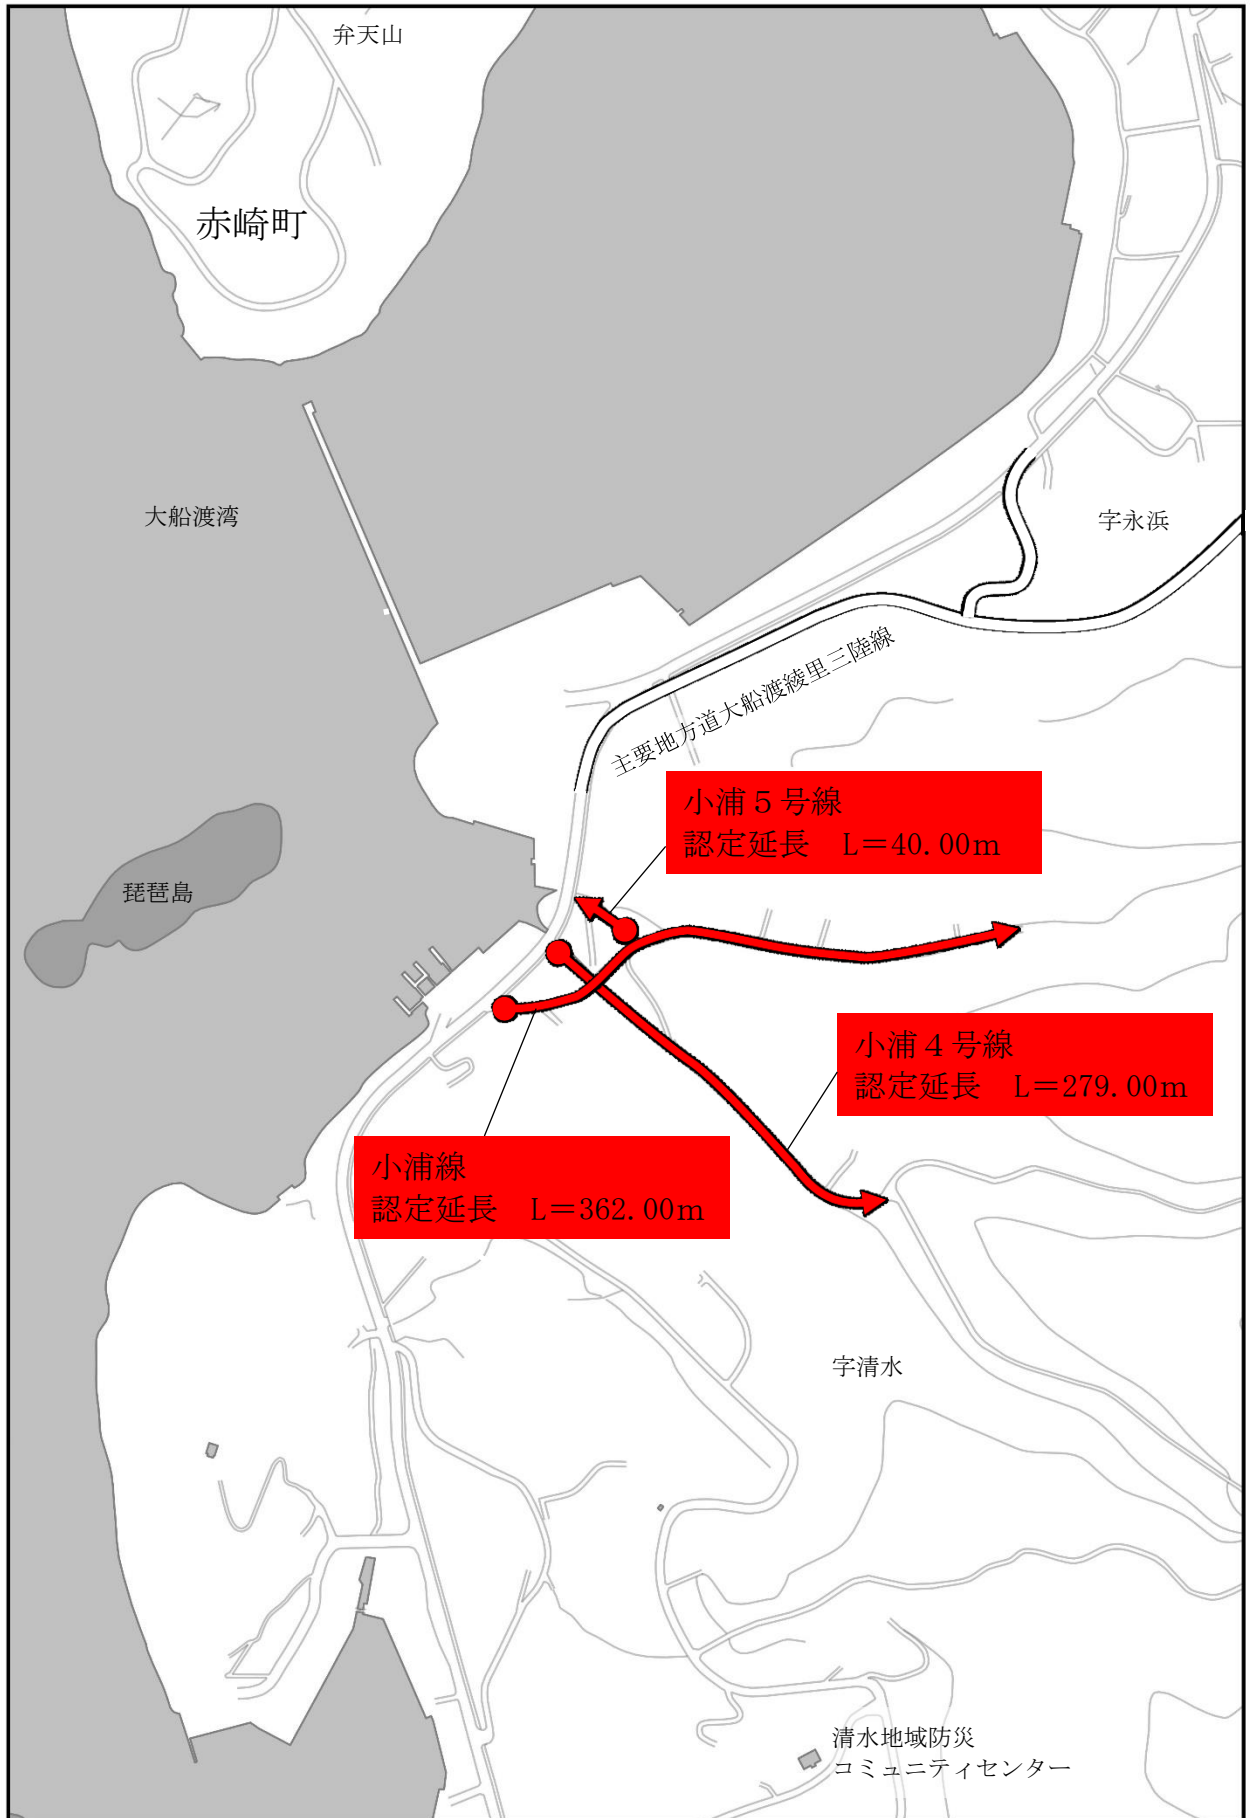 弁天山
赤崎町
大船渡湾
字永浜
主要地方道大船渡綾里三陸線
小浦５号線
認定延長　L＝40.00m
琵琶島
小浦４号線
認定延長　L＝279.00m
小浦線
認定延長　L＝362.00m
字清水
清水地域防災
コミュニティセンター